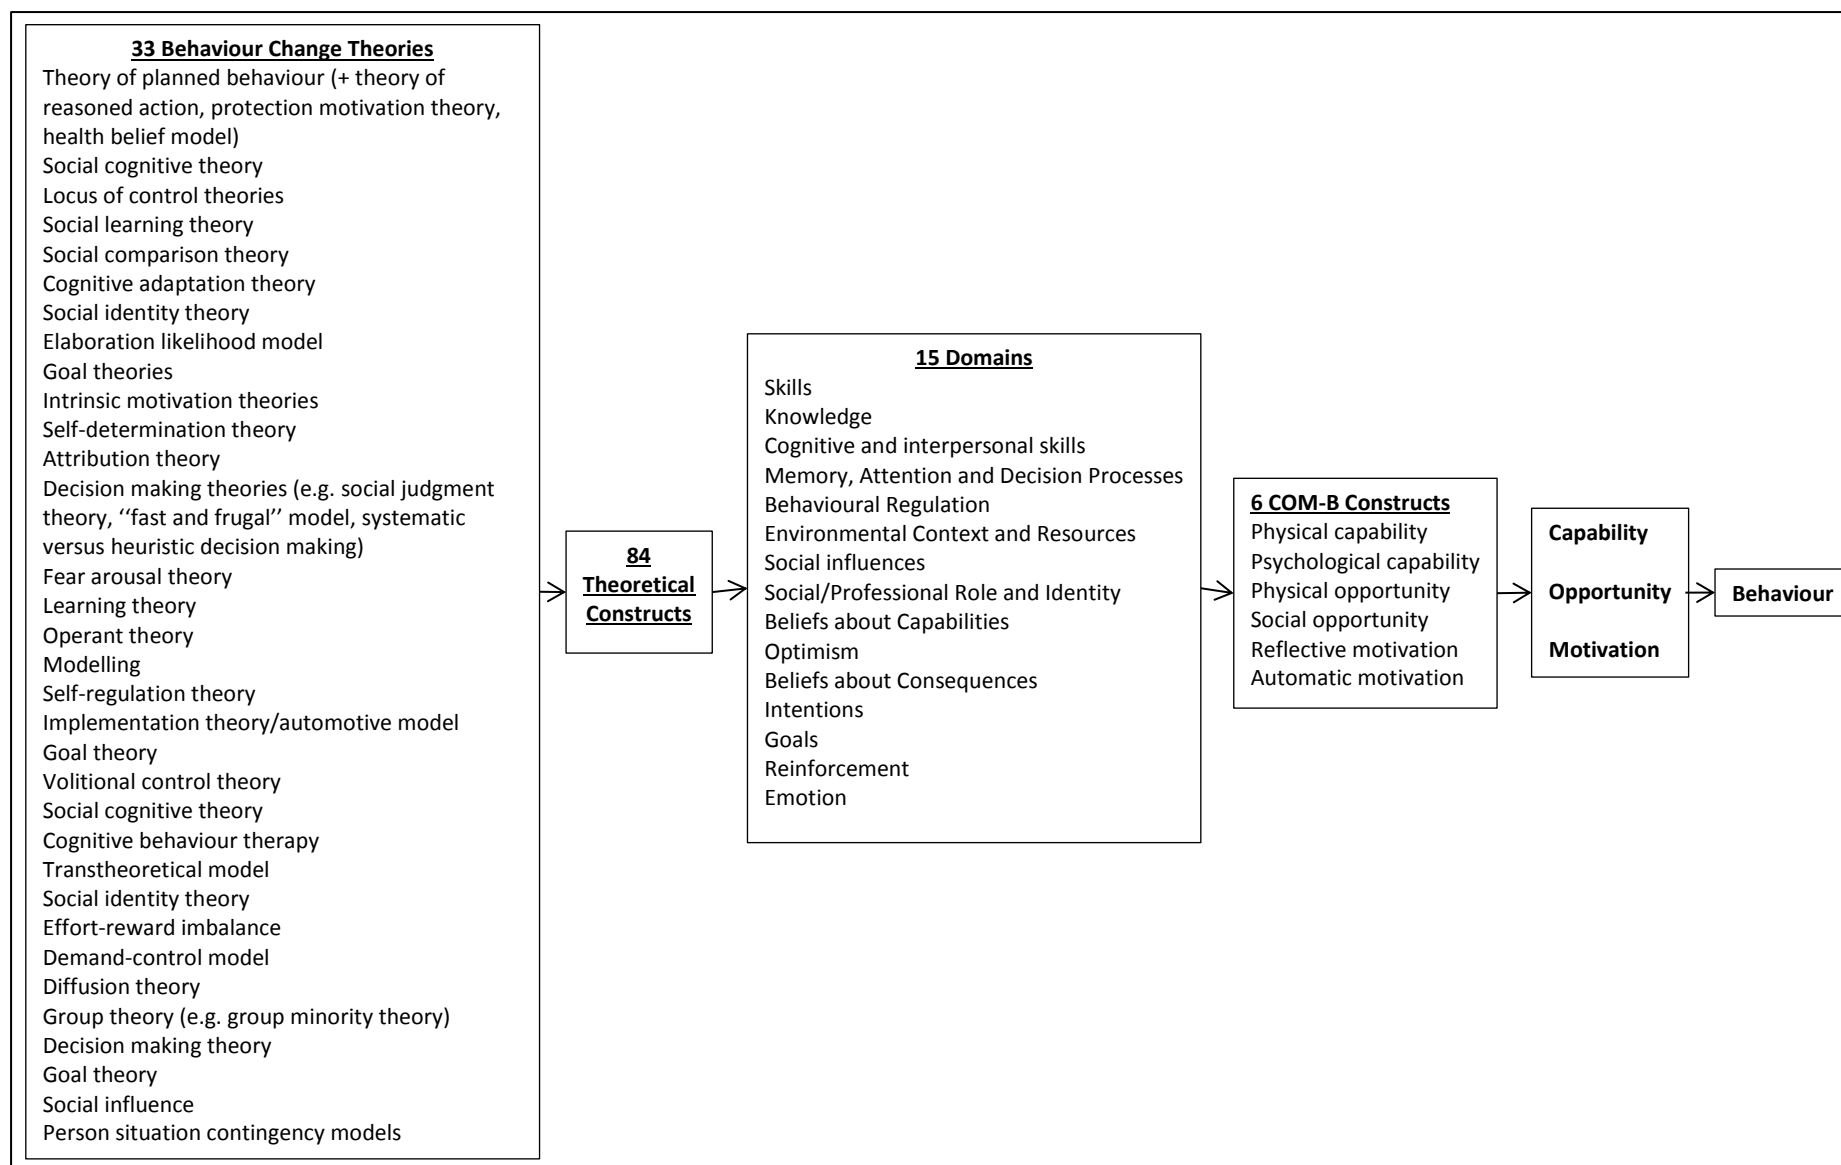 33 Behaviour Change Theories
Theory of planned behaviour (+ theory of
reasoned action, protection motivation theory,
health belief model)
Social cognitive theory
Locus of control theories
Social learning theory
Social comparison theory
Cognitive adaptation theory
Social identity theory
Elaboration likelihood model
Goal theories
Intrinsic motivation theories
Self-determination theory
Attribution theory
Decision making theories (e.g. social judgment
theory, ‘‘fast and frugal’’ model, systematic
versus heuristic decision making)
Fear arousal theory
Learning theory
Operant theory
Modelling
Self-regulation theory
Implementation theory/automotive model
Goal theory
Volitional control theory
Social cognitive theory
Cognitive behaviour therapy
Transtheoretical model
Social identity theory
Effort-reward imbalance
Demand-control model
Diffusion theory
Group theory (e.g. group minority theory)
Decision making theory
Goal theory
Social influence
Person situation contingency models
84
Theoretical
Constructs
15 Domains
Skills
Knowledge
Cognitive and interpersonal skills
Memory, Attention and Decision Processes
Behavioural Regulation
Environmental Context and Resources
Social influences
Social/Professional Role and Identity
Beliefs about Capabilities
Optimism
Beliefs about Consequences
Intentions
Goals
Reinforcement
Emotion
6 COM-B Constructs
Physical capability
Psychological capability
Physical opportunity
Social opportunity
Reflective motivation
Automatic motivation
Capability
Opportunity
Motivation
Behaviour